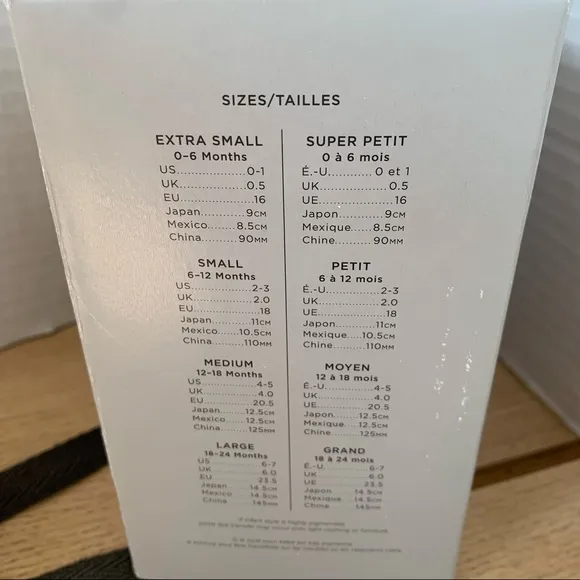 SIZES/TAILLES
EXTRA SMALL
0-6 Months
US....................0-1
UK....................0.5
EU.....................16
Japan.............9CM
Mexico........8.5CM
China..........90MM
SMALL
6-12 Months
US....................2-3
UK....................2.0
EU.....................18
Japan.............11CM
Mexico.......10.5CM
China..........110MM
MEDIUM
12-18 Months
US....................4-5
UK....................4.0
EU...................20.5
Japan.........12.5CM
Mexico.......12.5CM
China..........125MM
LARGE
18-24 Months
US....................6-7
UK....................6.0
EU...................23.5
Japan.........14.5CM
Mexico.......14.5CM
China..........145MM
SUPER PETIT
0 à 6 mois
É.-U............0 et 1
UK....................0.5
UE.....................16
Japon.............9CM
Mexique......8.5CM
Chine..........90MM
PETIT
6 à 12 mois
É.-U.................2-3
UK....................2.0
UE.....................18
Japon.............11CM
Mexique.....10.5CM
Chine..........110MM
MOYEN
12 à 18 mois
É.-U.................4-5
UK....................4.0
UE...................20.5
Japon.........12.5CM
Mexique.....12.5CM
Chine..........125MM
GRAND
18 à 24 mois
É.-U.................6-7
UK....................6.0
UE...................23.5
Japon.........14.5CM
Mexique.....14.5CM
Chine..........145MM